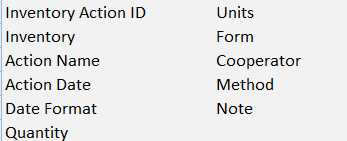 Inventory Action ID
Inventory
Action Name
Action Date
Date Format
Quantity
Units
Form
Cooperator
Method
Note